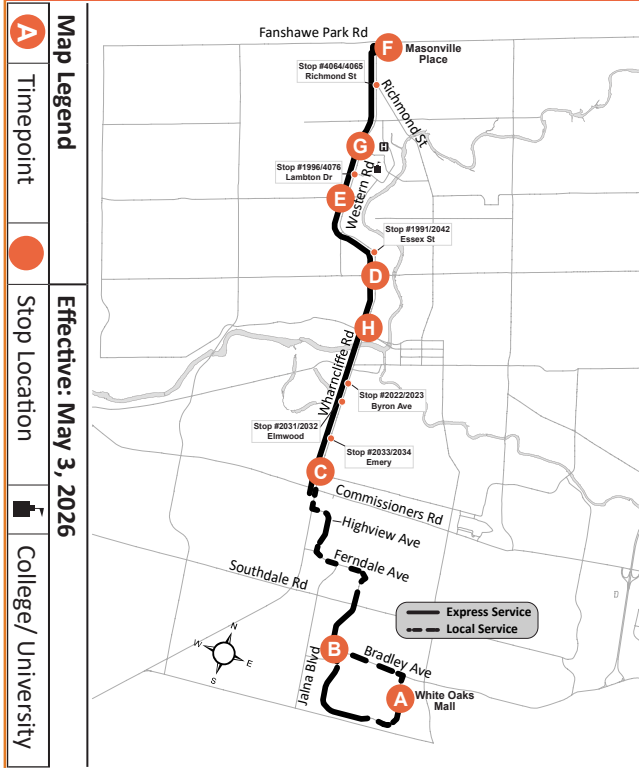 Fanshawe Park Rd
F
Masonville
Place
Stop #4064/4065
Richmond St
Richmond St
G
H
Stop #1996/4076
Lambton Dr
Western Rd
E
Stop #1991/2042
Essex St
D
H
Wharncliffe Rd
Stop #2022/2023
Byron Ave
Stop #2031/2032
Elmwood
Stop #2033/2034
Emery
C
Commissioners Rd
Highview Ave
Ferndale Ave
Southdale Rd
Express Service
Local Service
B
Bradley Ave
Jalna Blvd
A
White Oaks
Mall
N
W
E
S
Map Legend
Effective: May 3, 2026
A
Timepoint
Stop Location
College/ University